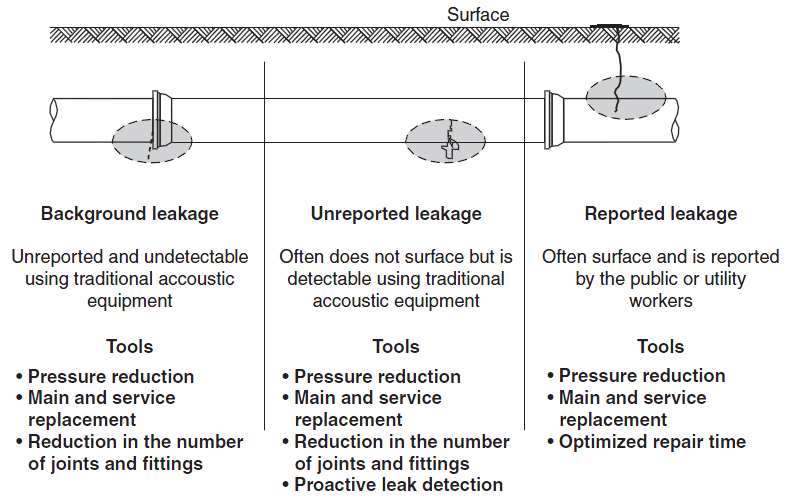 Surface
Background leakage
Unreported and undetectable
using traditional accoustic
equipment
Tools
• Pressure reduction
• Main and service
replacement
• Reduction in the number
of joints and fittings
Unreported leakage
Often does not surface but is
detectable using traditional
accoustic equipment
Tools
• Pressure reduction
• Main and service
replacement
• Reduction in the number
of joints and fittings
• Proactive leak detection
Reported leakage
Often surface and is reported
by the public or utility
workers
Tools
• Pressure reduction
• Main and service
replacement
• Optimized repair time